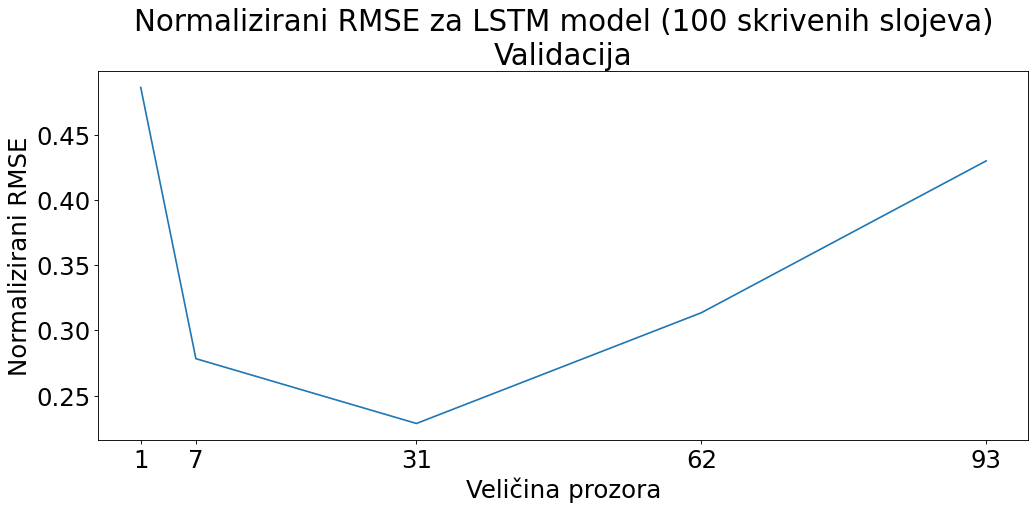 Normalizirani RMSE za LSTM model (100 skrivenih slojeva)
Validacija
Normalizirani RMSE
0.45
0.40
0.35
0.30
0.25
1 7 31 62 93
Veličina prozora